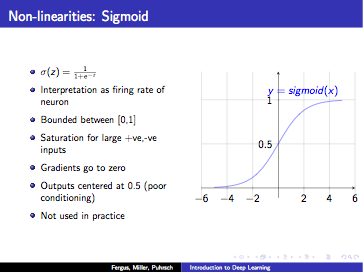 Non-linearities: Sigmoid
σ(z) = 1/(1+e^−z)
Interpretation as firing rate of
neuron
Bounded between [0,1]
Saturation for large +ve,-ve
inputs
Gradients go to zero
Outputs centered at 0.5 (poor
conditioning)
Not used in practice
y = sigmoid(x)
1
0.5
−6 −4 −2 2 4 6
Fergus, Miller, Puhrsch Introduction to Deep Learning